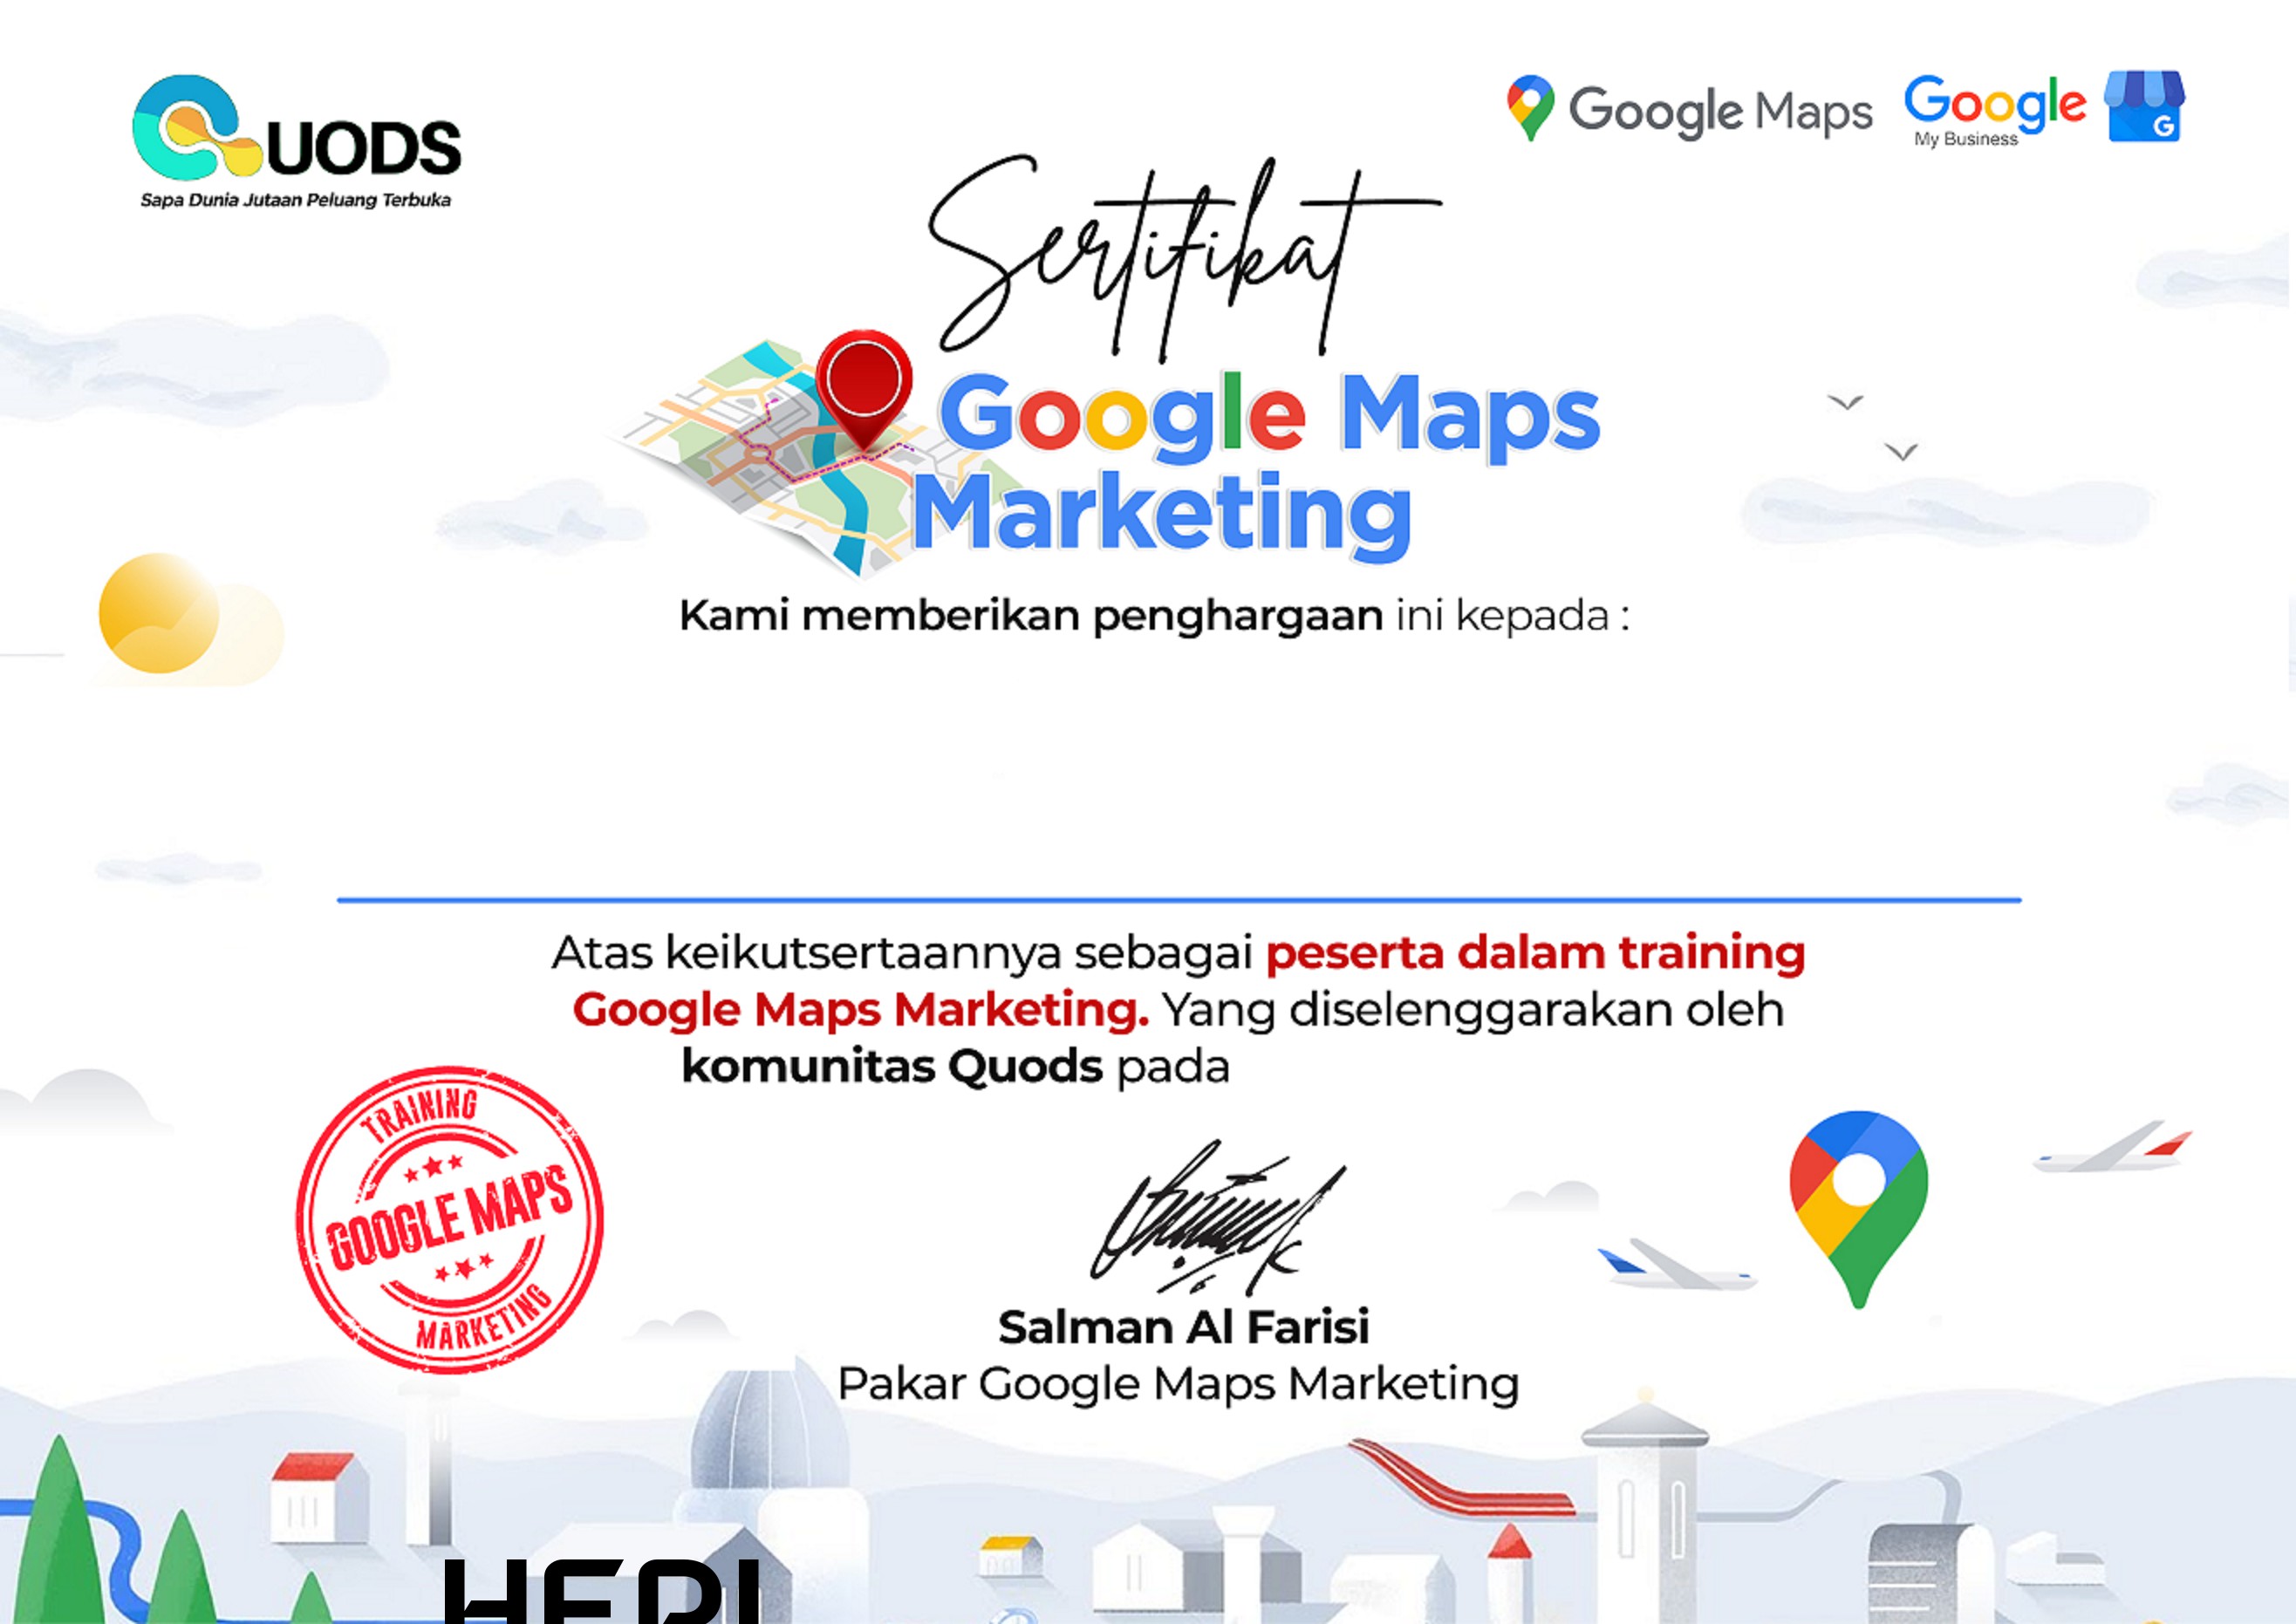 QUODS
Sapa Dunia Jutaan Peluang Terbuka
Google Maps
Google
My Business
G
Sertifikat
Google Maps
Marketing
Kami memberikan penghargaan ini kepada :
Atas keikutsertaannya sebagai peserta dalam training
Google Maps Marketing. Yang diselenggarakan oleh
komunitas Quods pada
TRAINING
GOOGLE MAPS
MARKETING
Salman Al Farisi
Pakar Google Maps Marketing